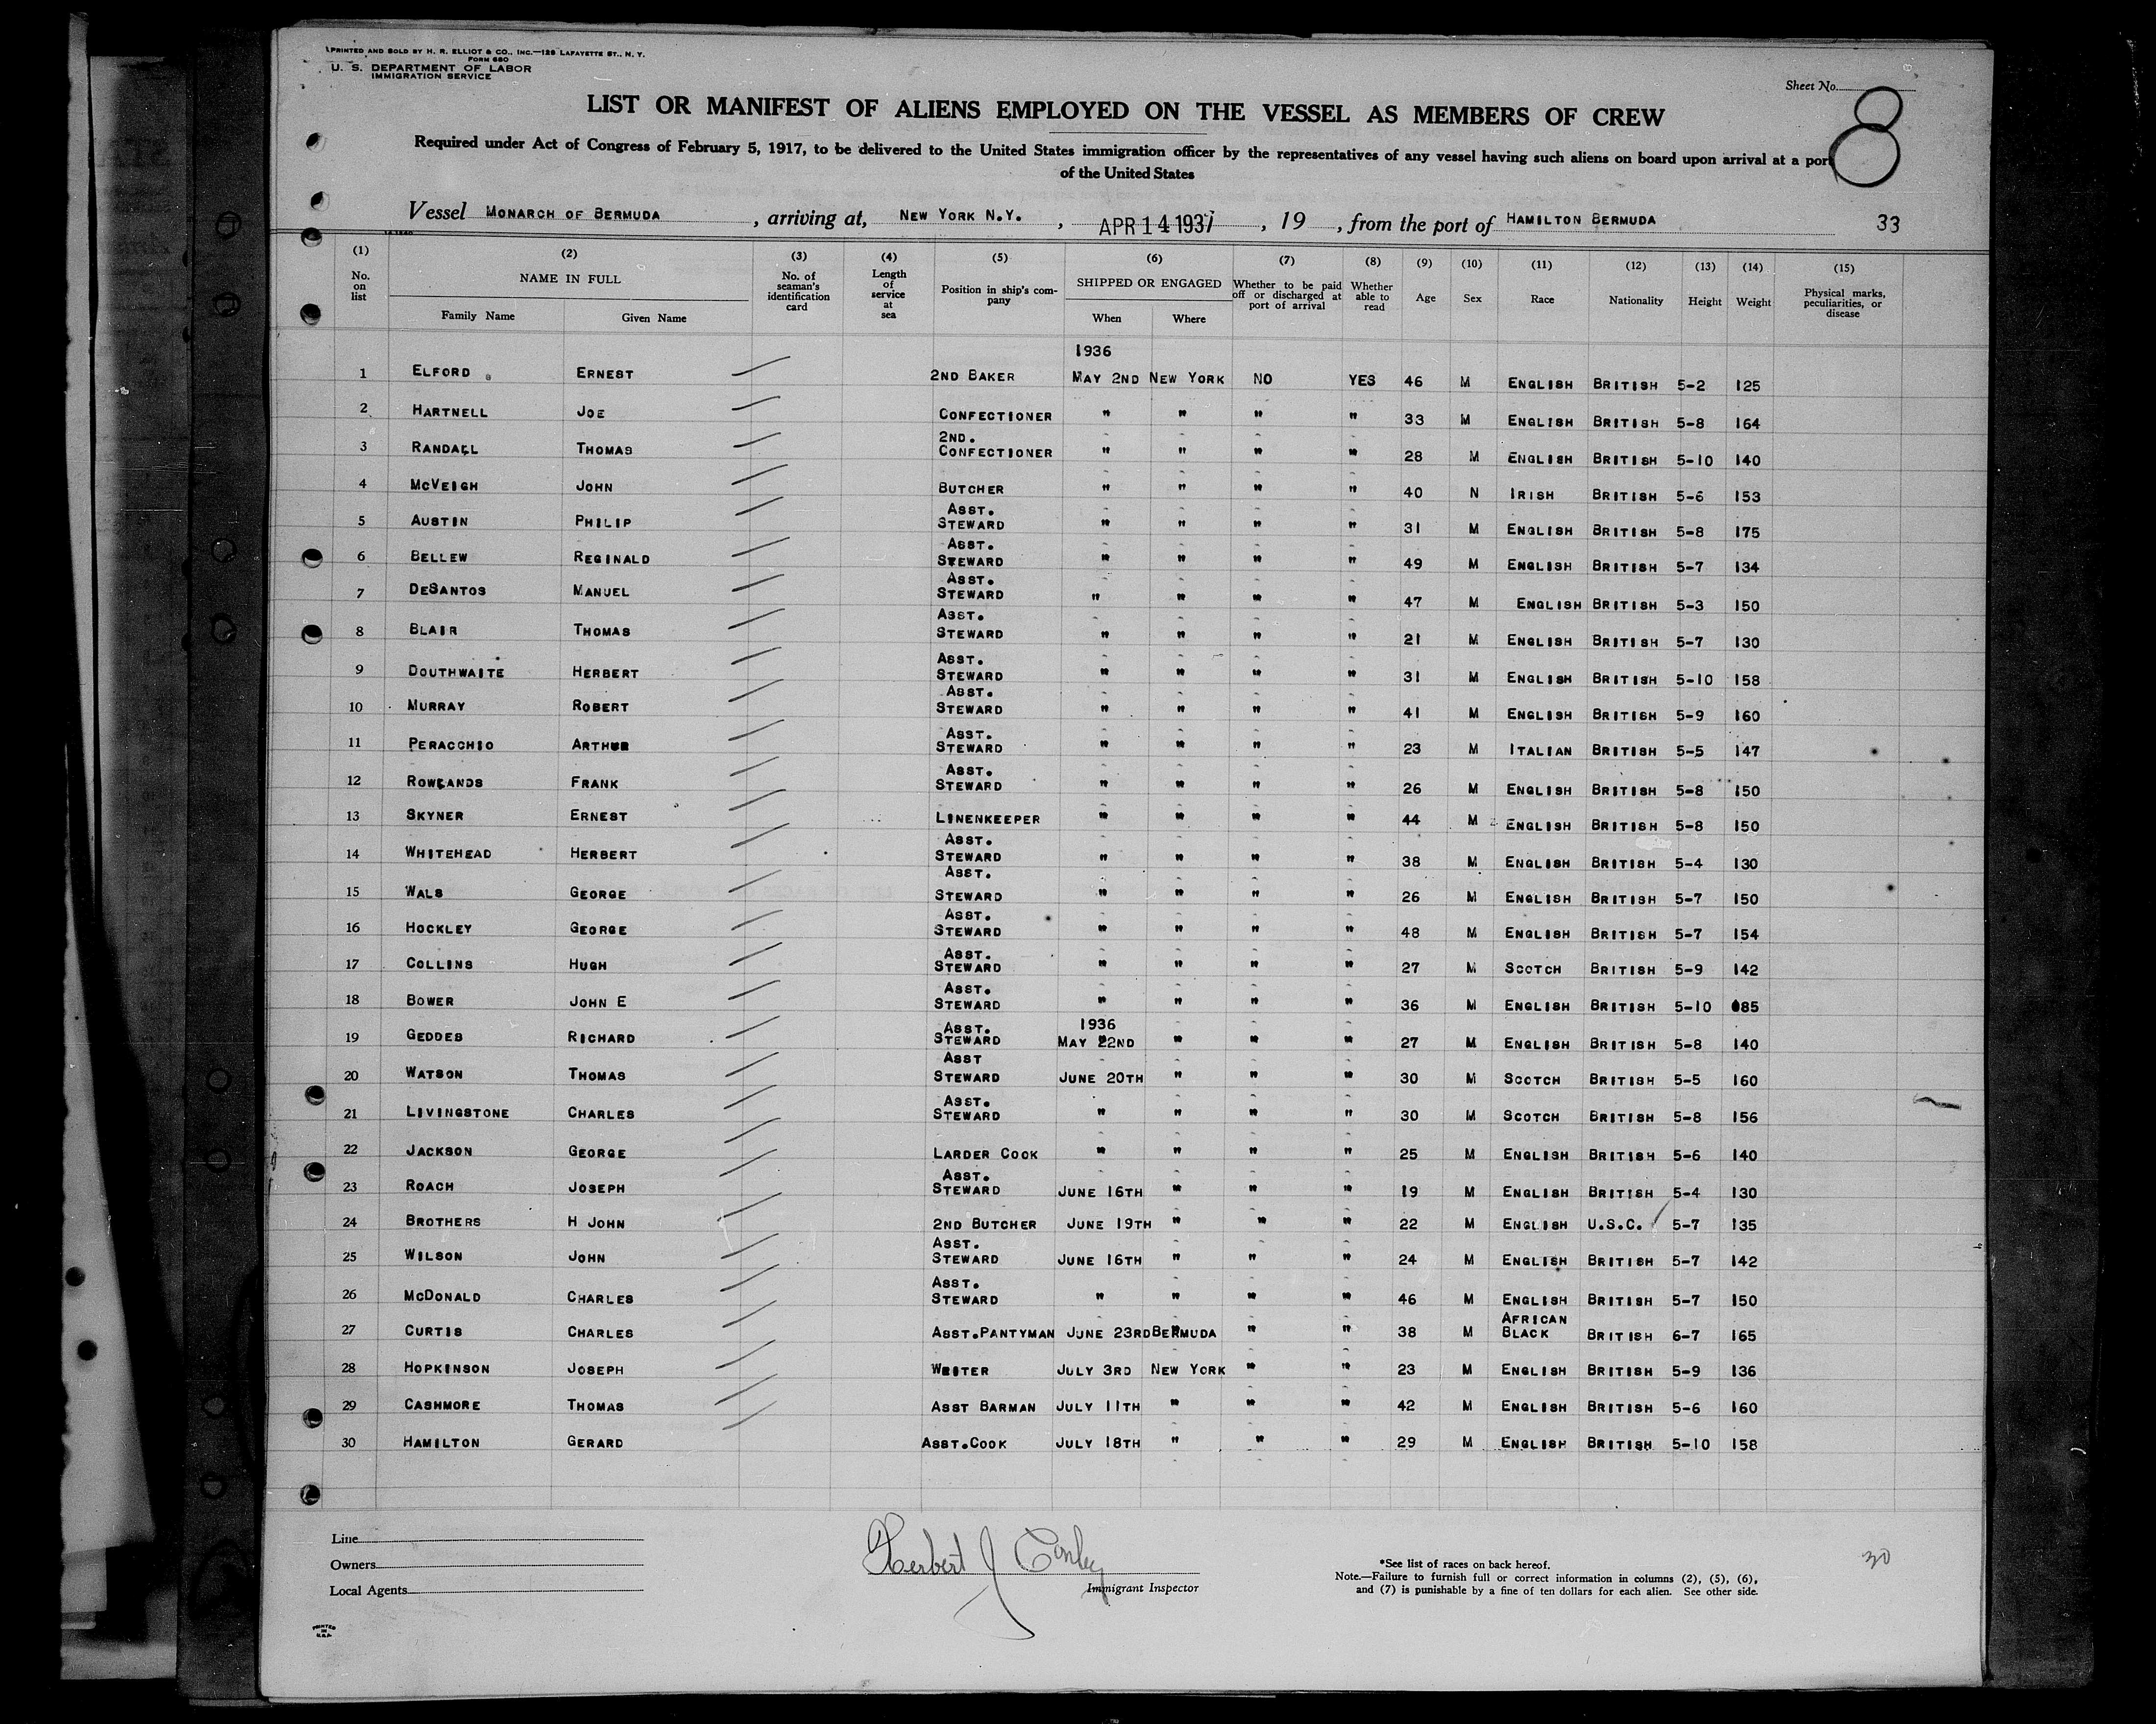 PRINTED AND SOLD BY H. R. ELLIOT & CO., INC.—128 LAFAYETTE ST., N. Y.
FORM 680
U. S. DEPARTMENT OF LABOR
IMMIGRATION SERVICE
Sheet No.
8
LIST OR MANIFEST OF ALIENS EMPLOYED ON THE VESSEL AS MEMBERS OF CREW
Required under Act of Congress of February 5, 1917, to be delivered to the United States immigration officer by the representatives of any vessel having such aliens on board upon arrival at a port
of the United States
Vessel MONARCH OF BERMUDA, arriving at, NEW YORK N.Y., APR 14 1937, 19 , from the port of HAMILTON BERMUDA 33
(1) No. on list (2) NAME IN FULL Family Name Given Name (3) No. of seaman's identification card (4) Length of service at sea (5) Position in ship's company (6) SHIPPED OR ENGAGED When Where (7) Whether to be paid off or discharged at port of arrival (8) Whether able to read (9) Age (10) Sex (11) Race (12) Nationality (13) Height (14) Weight (15) Physical marks, peculiarities, or disease
1936
1 ELFORD ERNEST 2ND BAKER MAY 2ND NEW YORK NO YES 46 M ENGLISH BRITISH 5-2 125
2 HARTNELL JOE CONFECTIONER " " " " 33 M ENGLISH BRITISH 5-8 164
3 RANDALL THOMAS 2ND. CONFECTIONER " " " " 28 M ENGLISH BRITISH 5-10 140
4 MCVEIGH JOHN BUTCHER " " " " 40 N IRISH BRITISH 5-6 153
5 AUSTIN PHILIP ASST. STEWARD " " " " 31 M ENGLISH BRITISH 5-8 175
6 BELLEW REGINALD ASST. STEWARD " " " " 49 M ENGLISH BRITISH 5-7 134
7 DESANTOS MANUEL ASST. STEWARD " " " " 47 M ENGLISH BRITISH 5-3 150
8 BLAIR THOMAS ASST. STEWARD " " " " 21 M ENGLISH BRITISH 5-7 130
9 DOUTHWAITE HERBERT ASST. STEWARD " " " " 31 M ENGLISH BRITISH 5-10 158
10 MURRAY ROBERT ASST. STEWARD " " " " 41 M ENGLISH BRITISH 5-9 160
11 PERACCHIO ARTHUR ASST. STEWARD " " " " 23 M ITALIAN BRITISH 5-5 147
12 ROWLANDS FRANK ASST. STEWARD " " " " 26 M ENGLISH BRITISH 5-8 150
13 SKYNER ERNEST LINENKEEPER " " " " 44 M ENGLISH BRITISH 5-8 150
14 WHITEHEAD HERBERT ASST. STEWARD " " " " 38 M ENGLISH BRITISH 5-4 130
15 WALS GEORGE ASST. STEWARD " " " " 26 M ENGLISH BRITISH 5-7 150
16 HOCKLEY GEORGE ASST. STEWARD " " " " 48 M ENGLISH BRITISH 5-7 154
17 COLLINS HUGH ASST. STEWARD " " " " 27 M SCOTCH BRITISH 5-9 142
18 BOWER JOHN E ASST. STEWARD " " " " 36 M ENGLISH BRITISH 5-10
1936
19 GEDDES RICHARD ASST. STEWARD MAY 22ND " " " 27 M ENGLISH BRITISH 5-8 140
20 WATSON THOMAS ASST STEWARD JUNE 20TH " " " 30 M SCOTCH BRITISH 5-5 160
21 LIVINGSTONE CHARLES ASST. STEWARD " " " " 30 M SCOTCH BRITISH 5-8 156
22 JACKSON GEORGE LARDER COOK " " " " 25 M ENGLISH BRITISH 5-6 140
23 ROACH JOSEPH ASST. STEWARD JUNE 16TH " " " 19 M ENGLISH BRITISH 5-4 130
24 BROTHERS H JOHN 2ND BUTCHER JUNE 19TH " " " 22 M ENGLISH U.S.C. 5-7 135
25 WILSON JOHN ASST. STEWARD JUNE 16TH " " " 24 M ENGLISH BRITISH 5-7 142
26 MCDONALD CHARLES ASST. STEWARD " " " " 46 M ENGLISH BRITISH 5-7 150
27 CURTIS CHARLES ASST.PANTYMAN JUNE 23RD BERMUDA " " 38 M AFRICAN BLACK BRITISH 6-7 165
28 HOPKINSON JOSEPH WRITER JULY 3RD NEW YORK " " 23 M ENGLISH BRITISH 5-9 136
29 CASHMORE THOMAS ASST BARMAN JULY 11TH " " " 42 M ENGLISH BRITISH 5-6 160
30 HAMILTON GERARD ASST.COOK JULY 18TH " " " 29 M ENGLISH BRITISH 5-10 158
Line
Owners
Local Agents
Herbert J Conley
Immigrant Inspector
*See list of races on back hereof.
Note.—Failure to furnish full or correct information in columns (2), (5), (6),
and (7) is punishable by a fine of ten dollars for each alien. See other side.
30
PRINTED
IN
U.S.A.